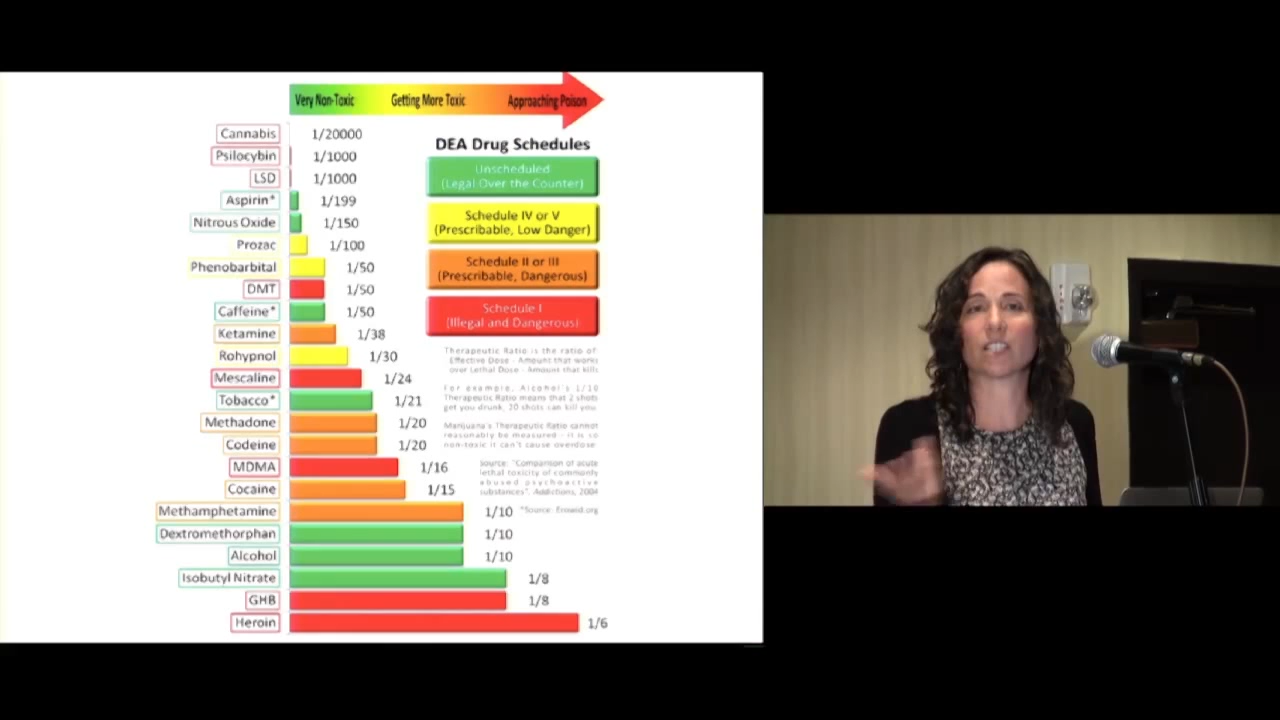 Very Non-Toxic Getting More Toxic Approaching Poison
Cannabis 1/20000
Psilocybin 1/1000
LSD 1/1000
Aspirin* 1/199
Nitrous Oxide 1/150
Prozac 1/100
Phenobarbital 1/50
DMT 1/50
Caffeine* 1/50
Ketamine 1/38
Rohypnol 1/30
Mescaline 1/24
Tobacco* 1/21
Methadone 1/20
Codeine 1/20
MDMA 1/16
Cocaine 1/15
Methamphetamine 1/10
Dextromethorphan 1/10
Alcohol 1/10
Isobutyl Nitrate 1/8
GHB 1/8
Heroin 1/6
DEA Drug Schedules
Unscheduled
(Legal Over the Counter)
Schedule IV or V
(Prescribable, Low Danger)
Schedule II or III
(Prescribable, Dangerous)
Schedule I
(Illegal and Dangerous)
Therapeutic Ratio is the ratio of
Effective Dose - Amount that works
over Lethal Dose - Amount that kills
For example, Alcohol's 1/10
Therapeutic Ratio means that 2 shots
get you drunk, 20 shots can kill you.
Marijuana's Therapeutic Ratio cannot
reasonably be measured - it is so
non-toxic it can't cause overdose.
Source: "Comparison of acute
lethal toxicity of commonly
abused psychoactive
substances". Addictions, 2004
*Source: Erowid.org